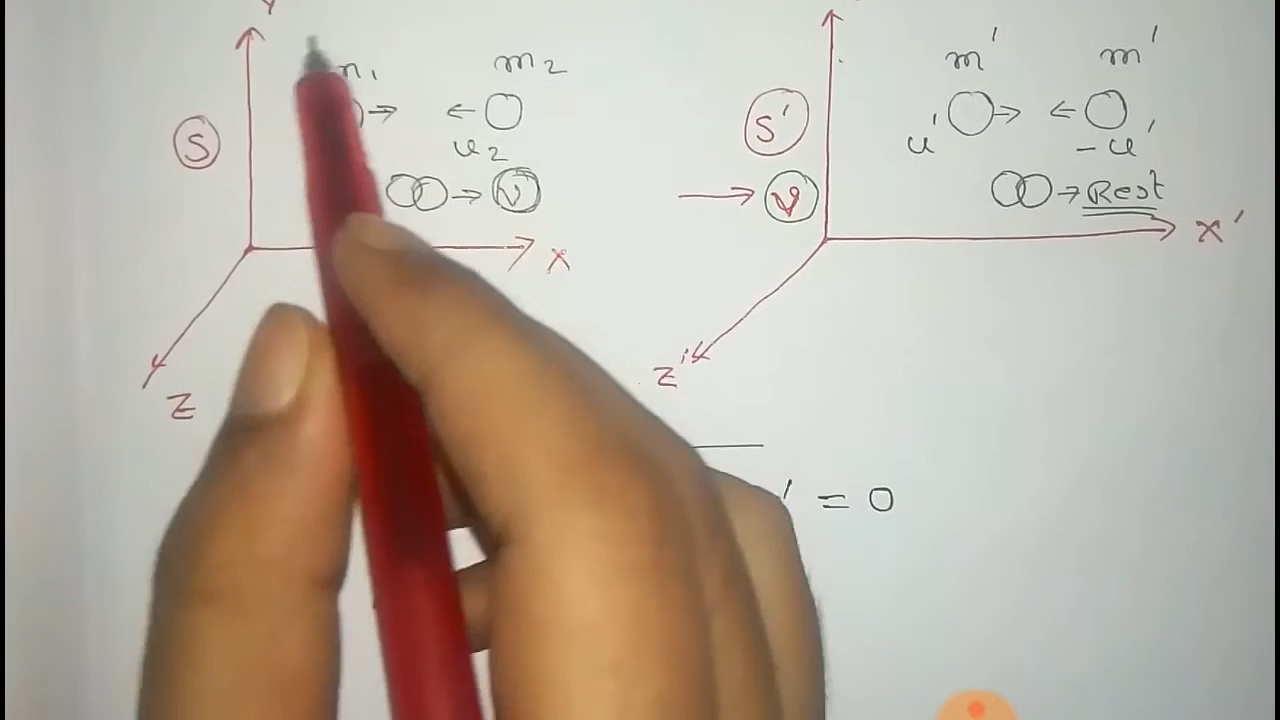 m₂
m' m'
S
u₂
S'
u' -u'
v
v
Rest
X
X'
Z'
Z
' = 0